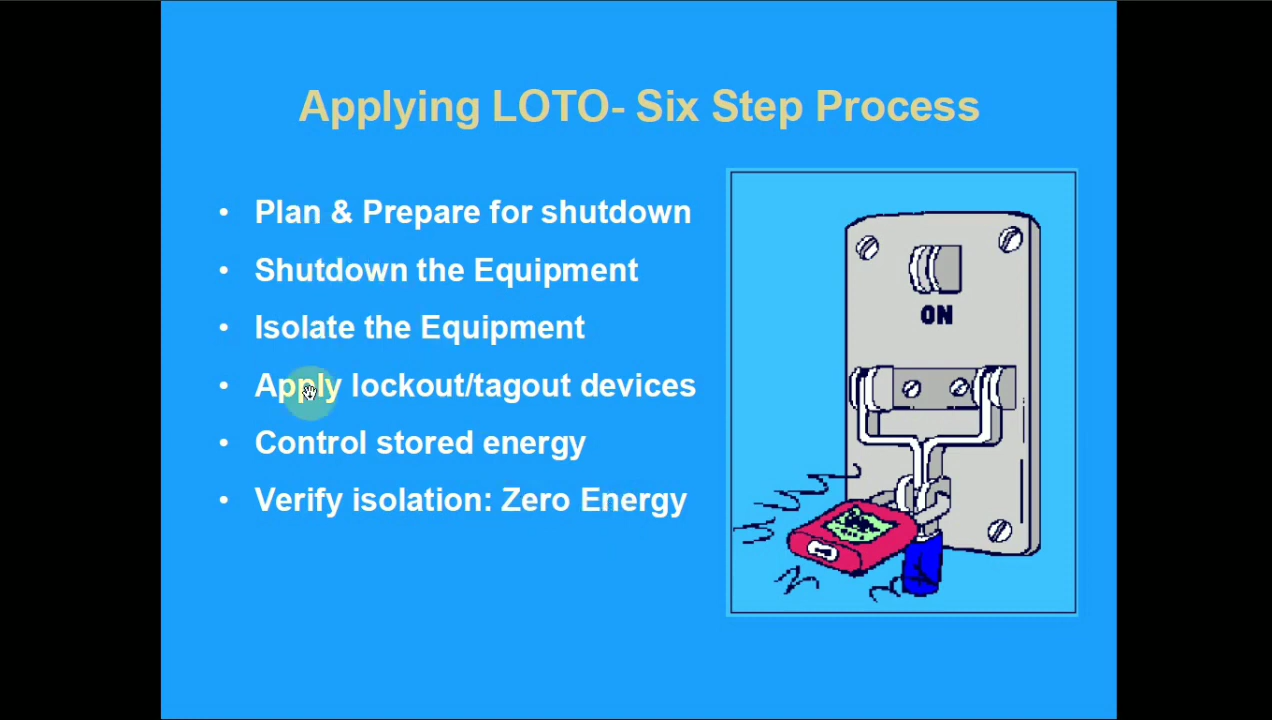 Applying LOTO- Six Step Process
• Plan & Prepare for shutdown
• Shutdown the Equipment
• Isolate the Equipment
• Apply lockout/tagout devices
• Control stored energy
• Verify isolation: Zero Energy
ON